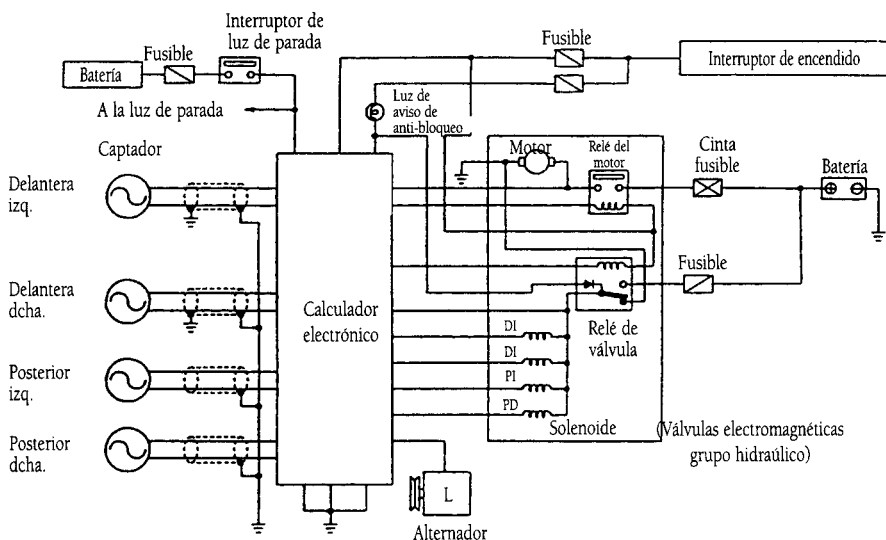 Interruptor de
luz de parada
Fusible
Batería
A la luz de parada
Fusible
Interruptor de encendido
Luz de
aviso de
anti-bloqueo
Captador
Motor
Relé del
motor
Cinta
fusible
Batería
Delantera
izq.
Delantera
dcha.
Calculador
electrónico
Fusible
Relé de
válvula
DI
DI
PI
PD
Posterior
izq.
Posterior
dcha.
Solenoide
(Válvulas electromagnéticas
grupo hidraúlico)
L
Alternador